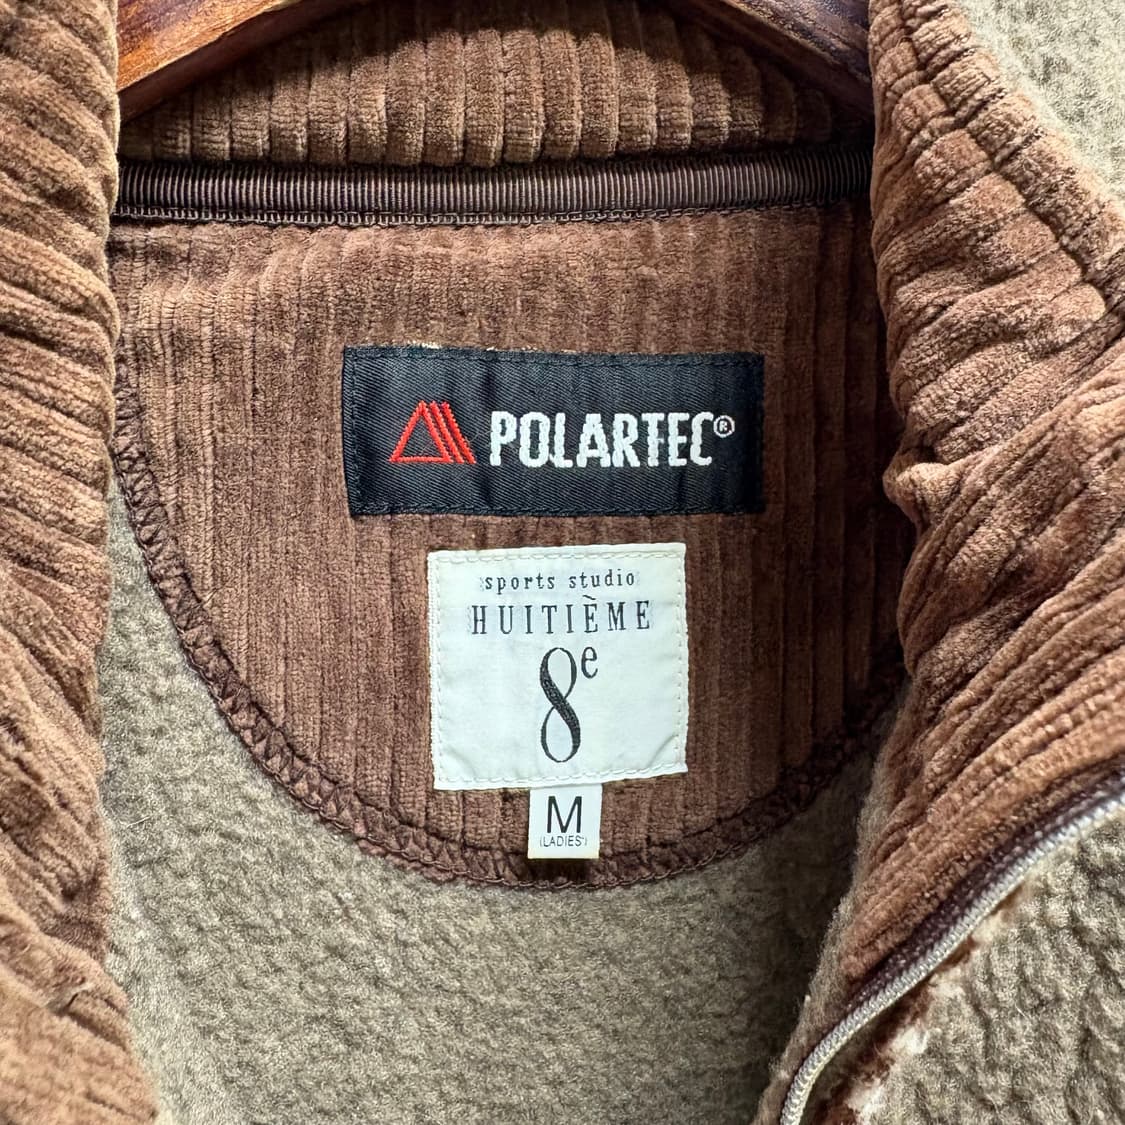 POLARTEC®
sports studio
HUITIÈME
8e
M
(LADIES')